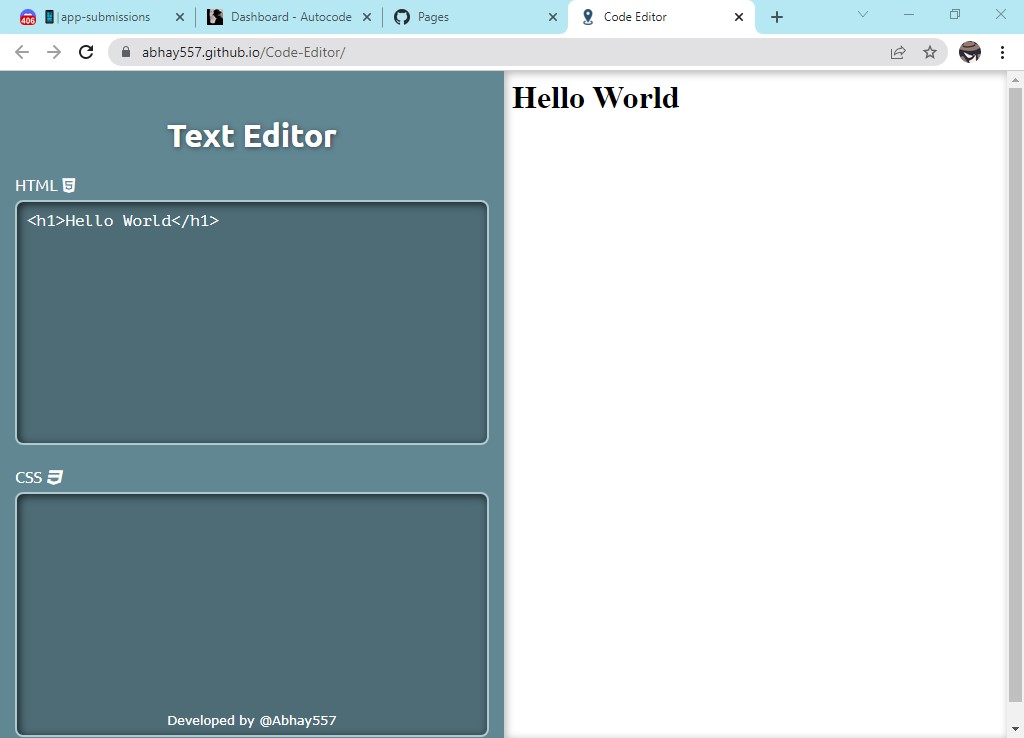 406 | app-submissions
Dashboard - Autocode
Pages
Code Editor
abhay557.github.io/Code-Editor/
Text Editor
HTML 5
<h1>Hello World</h1>
CSS 3
Developed by @Abhay557
Hello World